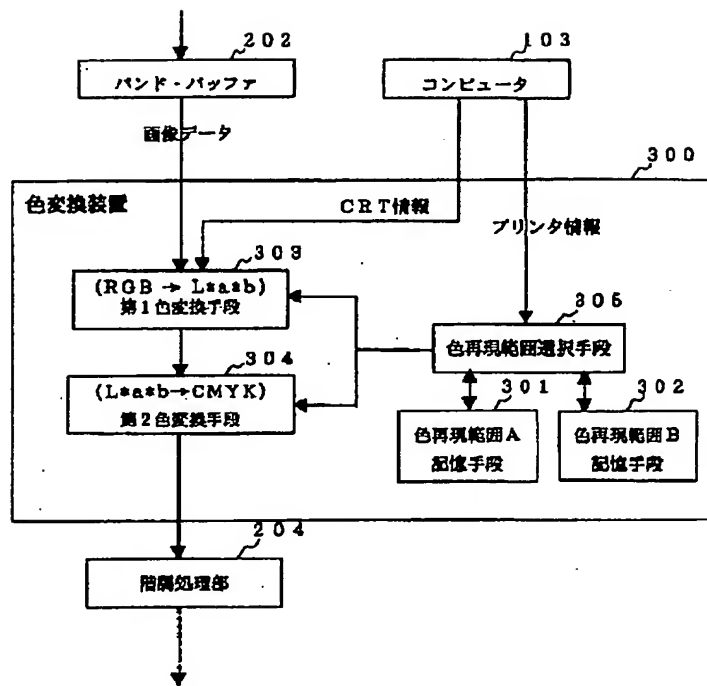 202
バンド・バッファ
103
コンピュータ
画像データ
300
色変換装置
CRT情報
プリンタ情報
303
(RGB → L*a*b)
第1色変換手段
305
色再現範囲選択手段
304
(L*a*b→CMYK)
第2色変換手段
301
色再現範囲A
記憶手段
302
色再現範囲B
記憶手段
204
階調処理部